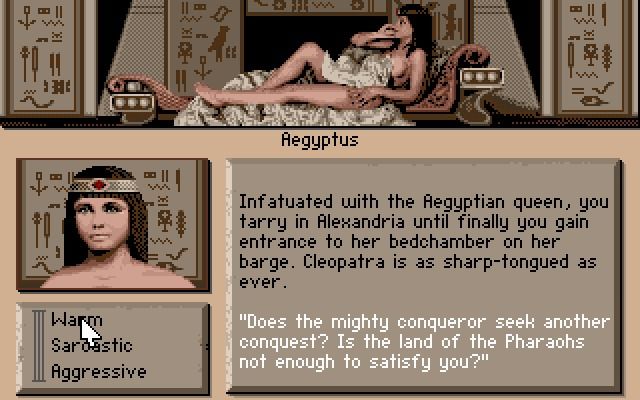 Aegyptus
Infatuated with the Aegyptian queen, you
tarry in Alexandria until finally you gain
entrance to her bedchamber on her
barge. Cleopatra is as sharp-tongued as
ever.
"Does the mighty conqueror seek another
conquest? Is the land of the Pharaohs
not enough to satisfy you?"
Warm
Sarcastic
Aggressive